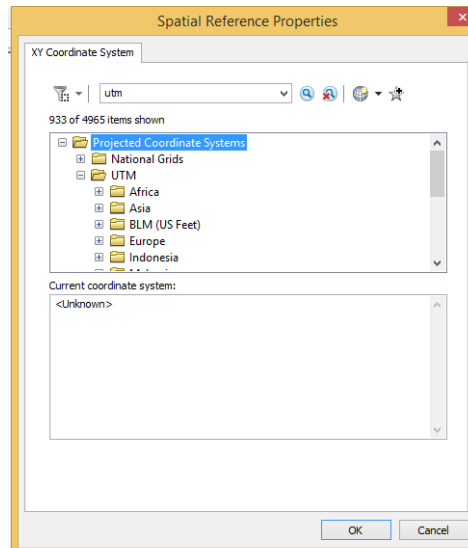 Spatial Reference Properties
XY Coordinate System
utm
933 of 4965 items shown
Projected Coordinate Systems
National Grids
UTM
Africa
Asia
BLM (US Feet)
Europe
Indonesia
Current coordinate system:
<Unknown>
OK
Cancel